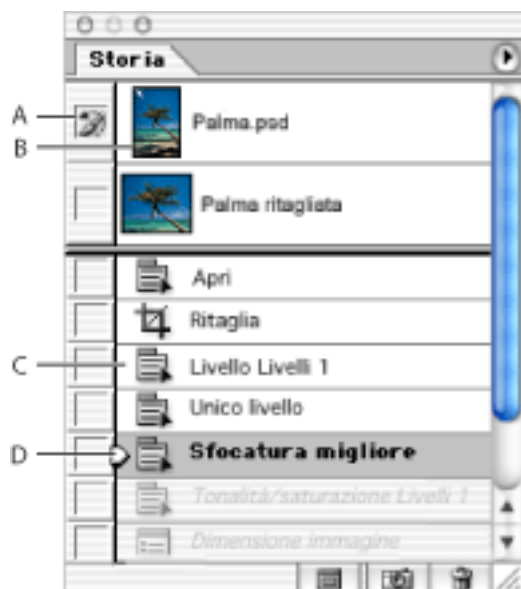 Storia
A
Palma.psd
B
Palma ritagliata
Apri
Ritaglia
C
Livello Livelli 1
Unico livello
D
Sfocatura migliore
Tonalità/saturazione Livelli 1
Dimensione immagine